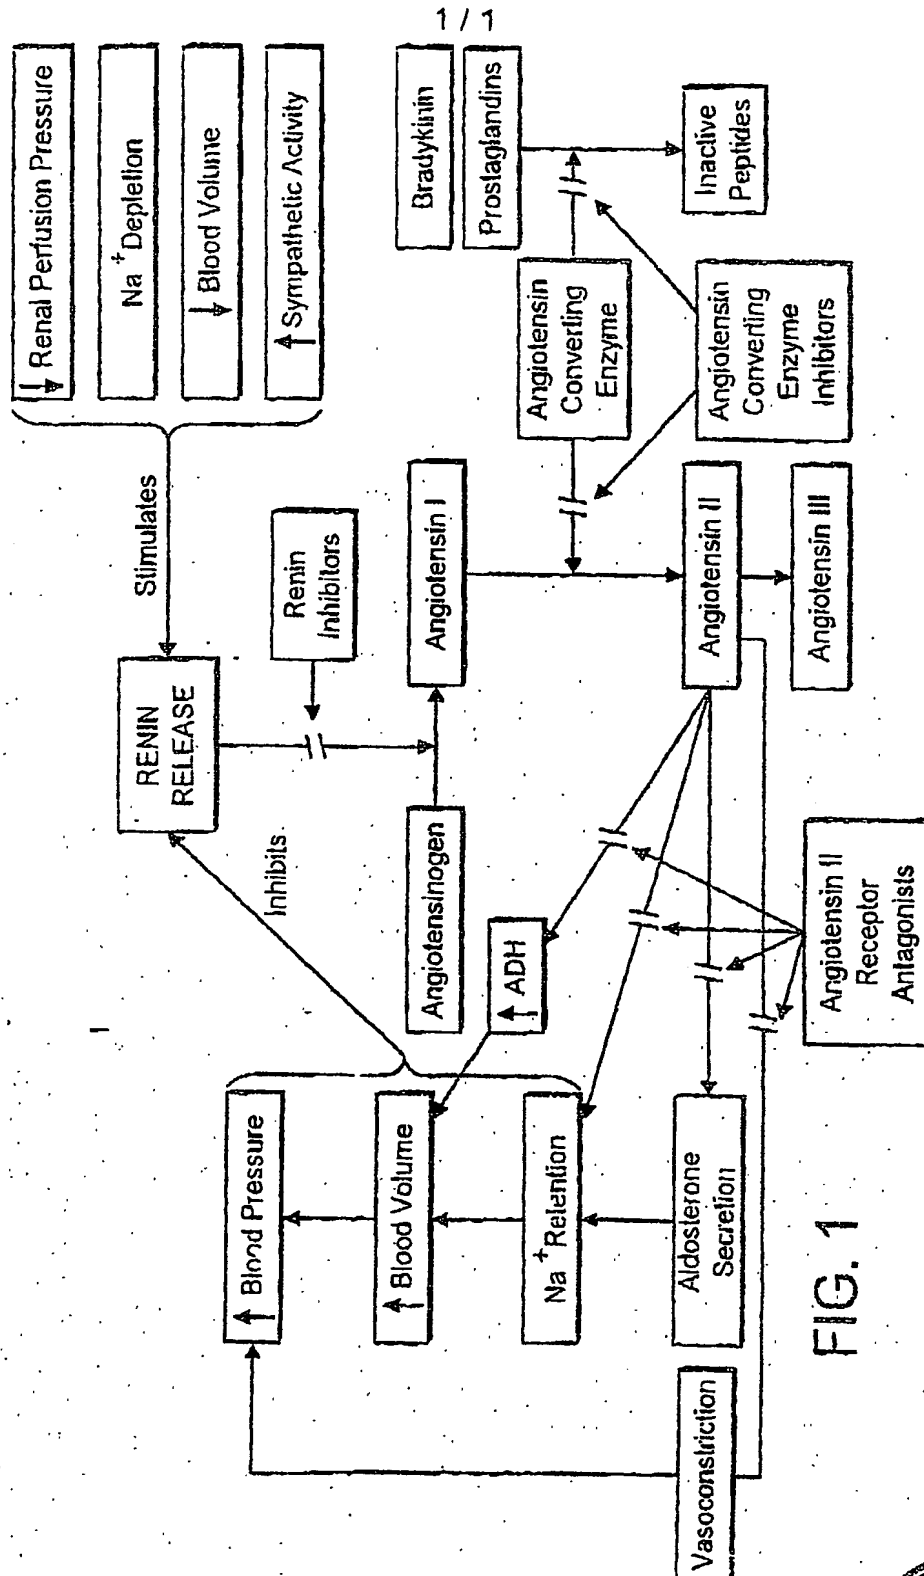 1 / 1
↓ Renal Perfusion Pressure
Na⁺ Depletion
↓ Blood Volume
↑ Sympathetic Activity
Stimulates
RENIN
RELEASE
Inhibits
Renin
Inhibitors
Bradykinin
Prostaglandins
Angiotensinogen
Angiotensin I
Angiotensin
Converting
Enzyme
Inactive
Peptides
Angiotensin
Converting
Enzyme
Inhibitors
↑ Blood Pressure
↑ Blood Volume
↑ ADH
Na⁺ Retention
Aldosterone
Secretion
Vasoconstriction
Angiotensin II
Angiotensin III
Angiotensin II
Receptor
Antagonists
FIG. 1